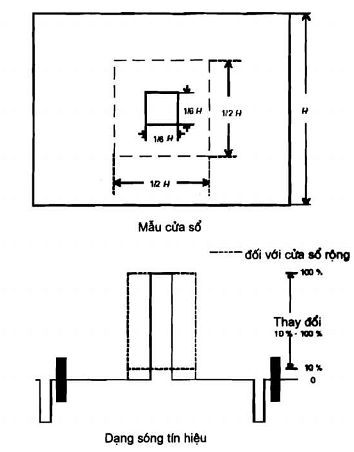 H
1/6 H
1/2 H
1/6 H
1/2 H
Mẫu cửa sổ
đối với cửa sổ rộng
100 %
Thay đổi
10 % - 100 %
10 %
0
Dạng sóng tín hiệu